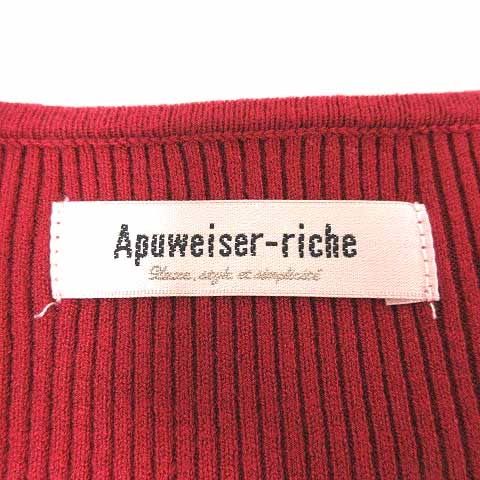 Apuweiser-riche
style et simplicité